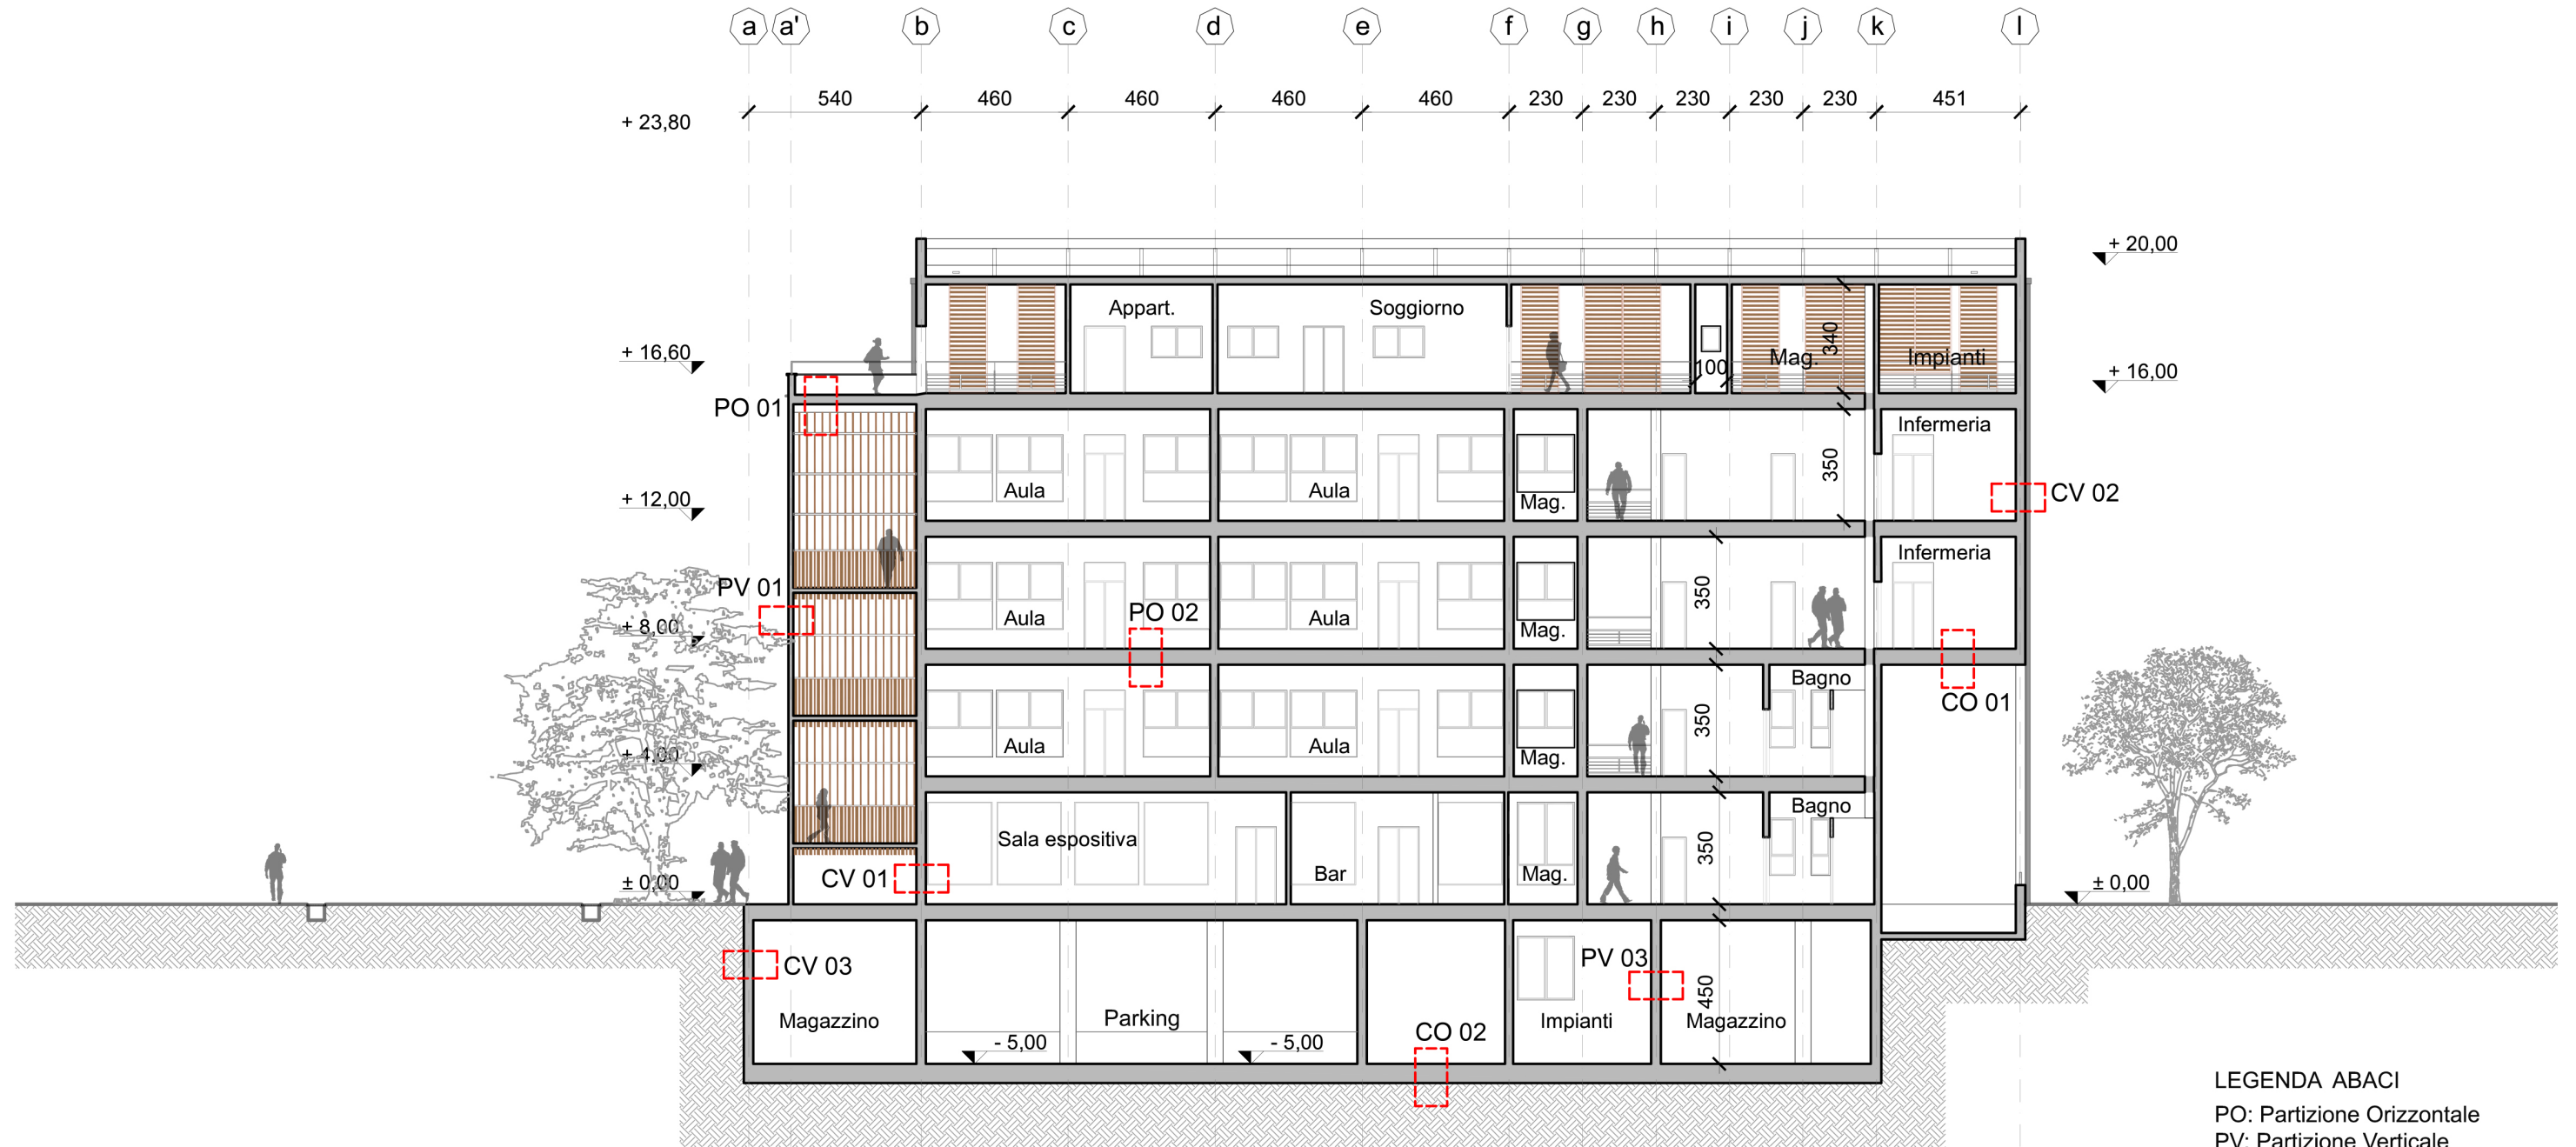 a a' b c d e f g h i j k l
540 460 460 460 460 230 230 230 230 230 451
+ 23,80
+ 20,00
Appart. Soggiorno
340
+ 16,60 100 Mag. Impianti
+ 16,00
PO 01
Infermeria
350
Aula Aula Mag. CV 02
+ 12,00
Infermeria
PV 01 350
Aula PO 02 Aula Mag.
+ 8,00
Bagno
CO 01
350
Aula Aula Mag.
+ 4,00
Bagno
Sala espositiva
350
CV 01 Bar Mag.
± 0,00 ± 0,00
PV 03
CV 03
450
Magazzino Parking Impianti Magazzino
- 5,00 - 5,00 CO 02
LEGENDA ABACI
PO: Partizione Orizzontale
PV: Partizione Verticale